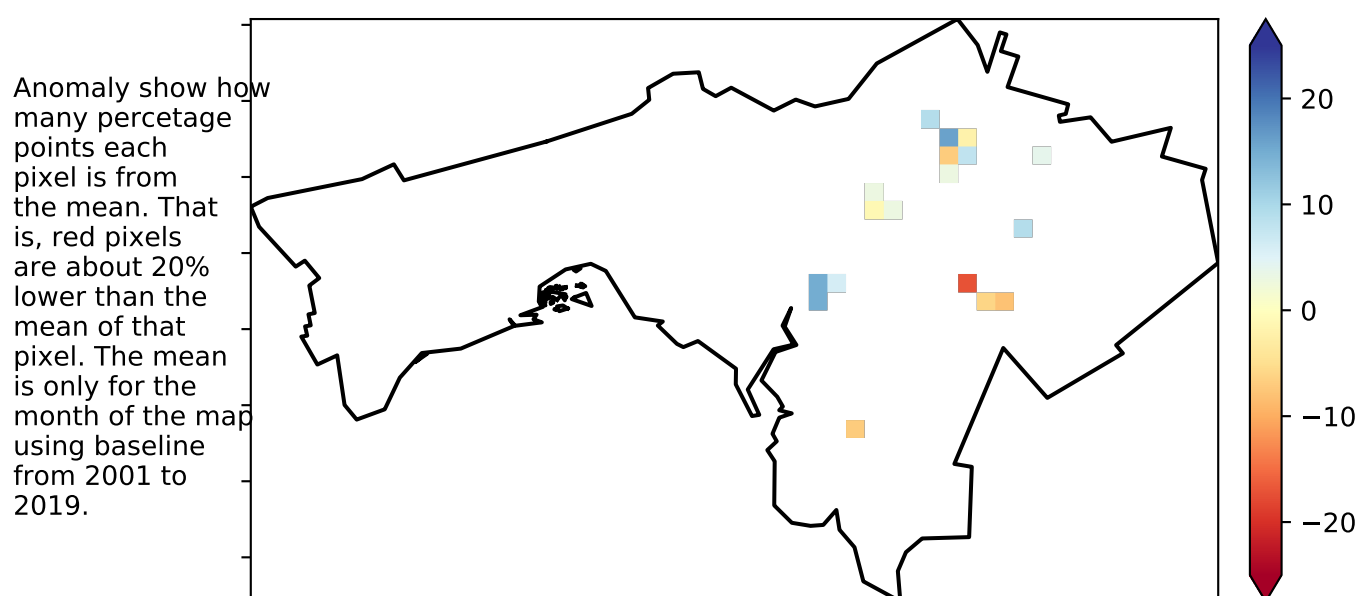 Anomaly show how
many percetage
points each
pixel is from
the mean. That
is, red pixels
are about 20%
lower than the
mean of that
pixel. The mean
is only for the
month of the map
using baseline
from 2001 to
2019.
20
10
0
−10
−20